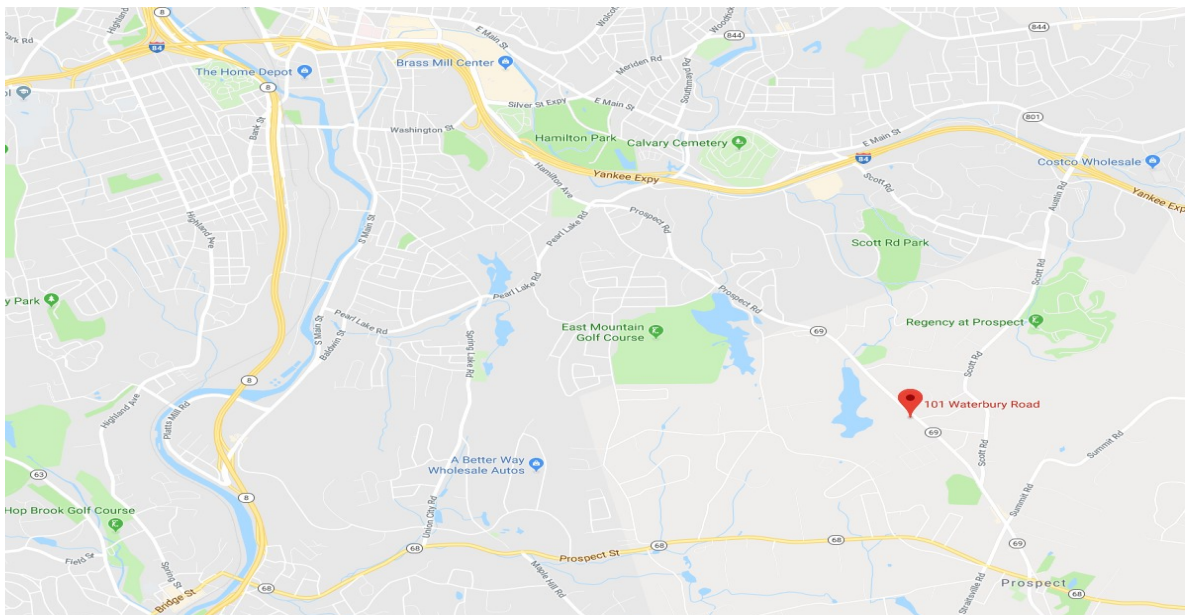 8
Highland
Park Rd
84
E Main St
Wolcott
Woodtick
844
844
Meriden Rd
Southmayd Rd
The Home Depot
Brass Mill Center
8
Silver St Expy
E Main St
Bank St
Washington St
Hamilton Park
Calvary Cemetery
E Main St
801
84
Costco Wholesale
Yankee Expy
Yankee Expy
Hamilton Ave
Scott Rd
Austin Rd
Highland Ave
S Main St
Pearl Lake Rd
Prospect Rd
Scott Rd Park
Scott Rd
y Park
Pearl Lake Rd
Pearl Lake Rd
Prospect Rd
East Mountain
Golf Course
69
Regency at Prospect
S Main St
Baldwin St
Spring Lake Rd
Scott Rd
8
101 Waterbury Road
Highland Ave
Platts Mill Rd
69
Scott Rd
Summit Rd
63
A Better Way
Wholesale Autos
8
Summit Rd
Hop Brook Golf Course
Union City Rd
Field St
Spring St
68
Prospect St
68
68
69
Bridge St
68
Maple Hill Rd
Straitsville Rd
Prospect
68